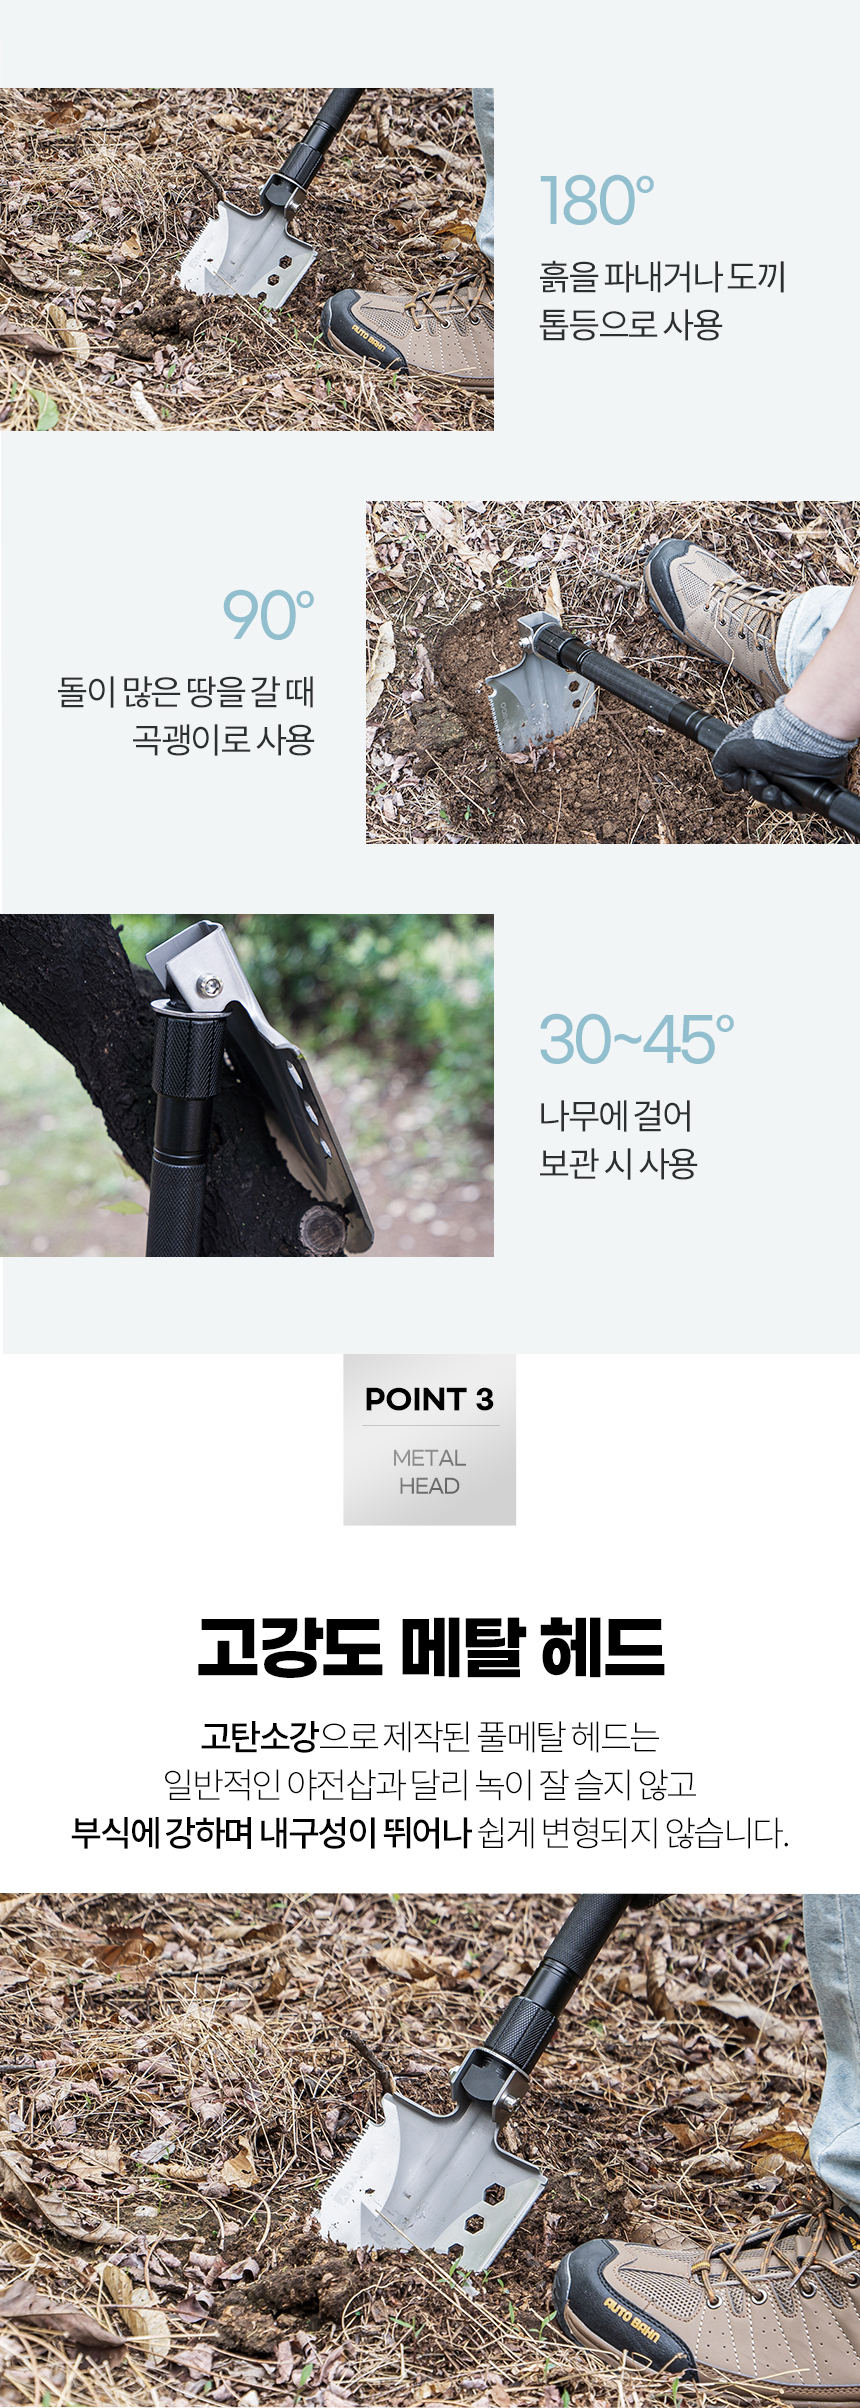 180°
흙을 파내거나 도끼
톱등으로 사용
AUTO BAHN
90°
돌이 많은 땅을 갈 때
곡괭이로 사용
30~45°
나무에 걸어
보관 시 사용
POINT 3
METAL
HEAD
고강도 메탈 헤드
고탄소강으로 제작된 풀메탈 헤드는
일반적인 야전삽과 달리 녹이 잘 슬지 않고
부식에 강하며 내구성이 뛰어나 쉽게 변형되지 않습니다.
AUTO BAHN